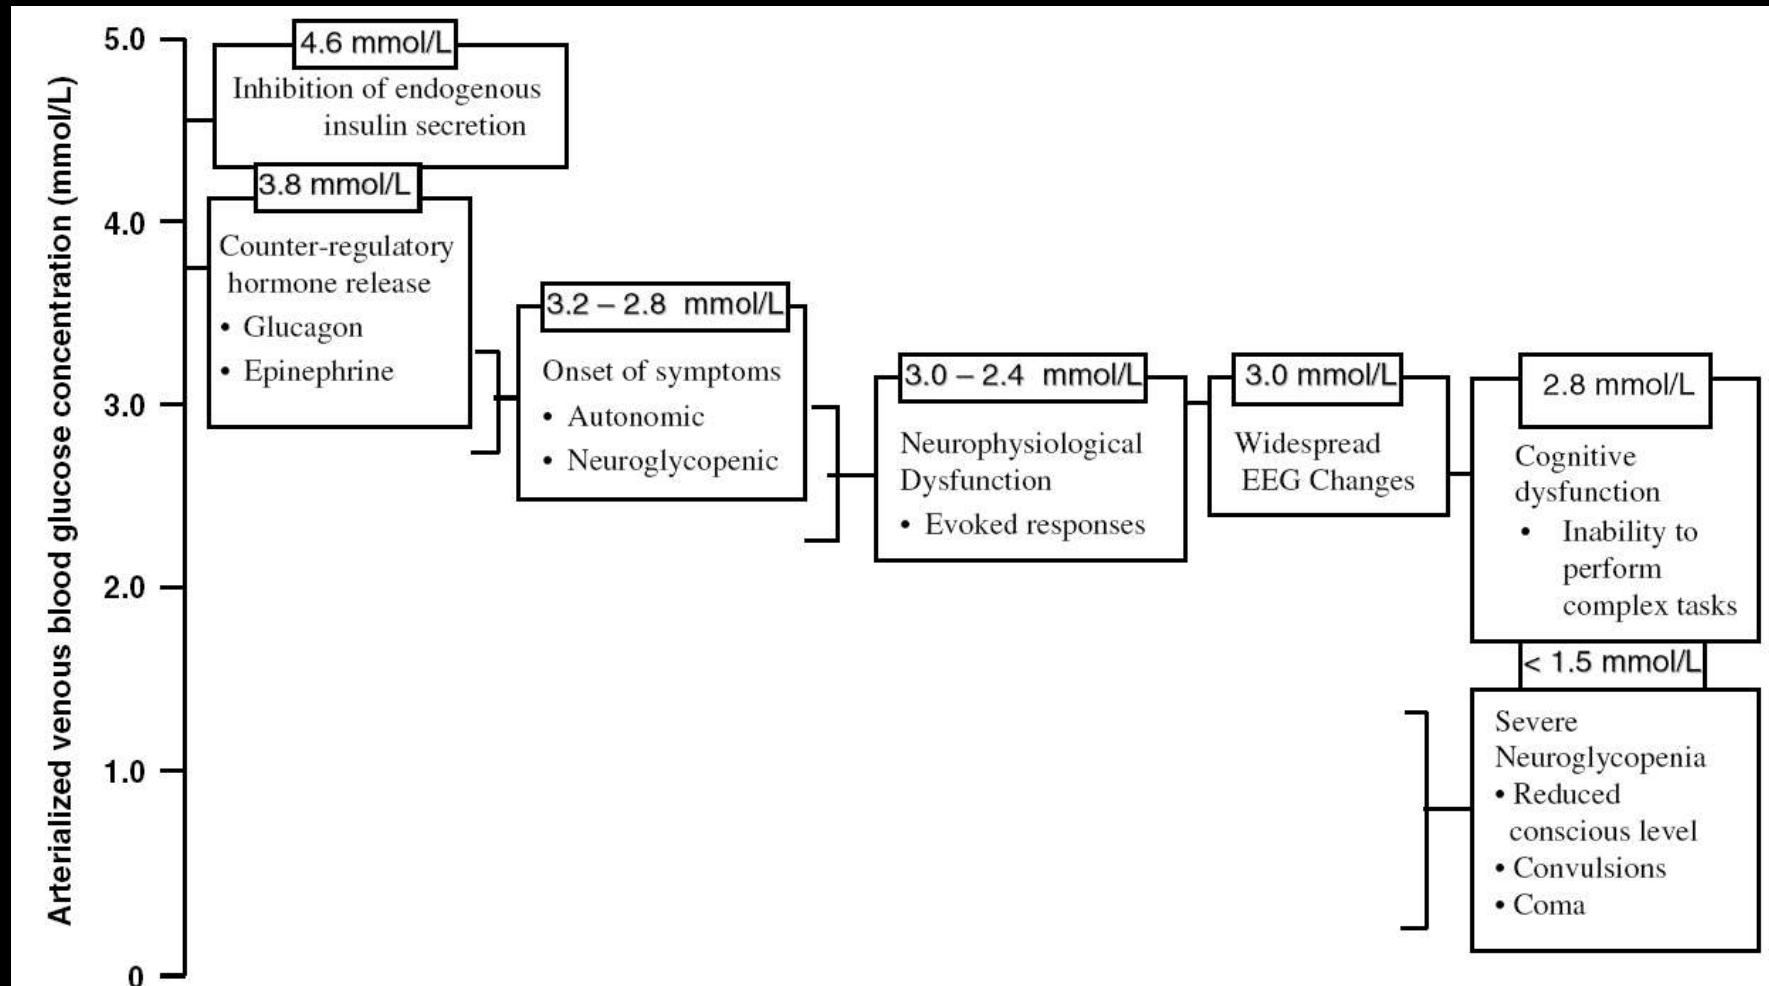 Arterialized venous blood glucose concentration (mmol/L)
5.0
4.0
3.0
2.0
1.0
0
4.6 mmol/L
Inhibition of endogenous
insulin secretion
3.8 mmol/L
Counter-regulatory
hormone release
• Glucagon
• Epinephrine
3.2 – 2.8 mmol/L
Onset of symptoms
• Autonomic
• Neuroglycopenic
3.0 – 2.4 mmol/L
Neurophysiological
Dysfunction
• Evoked responses
3.0 mmol/L
Widespread
EEG Changes
2.8 mmol/L
Cognitive
dysfunction
• Inability to
perform
complex tasks
< 1.5 mmol/L
Severe
Neuroglycopenia
• Reduced
conscious level
• Convulsions
• Coma